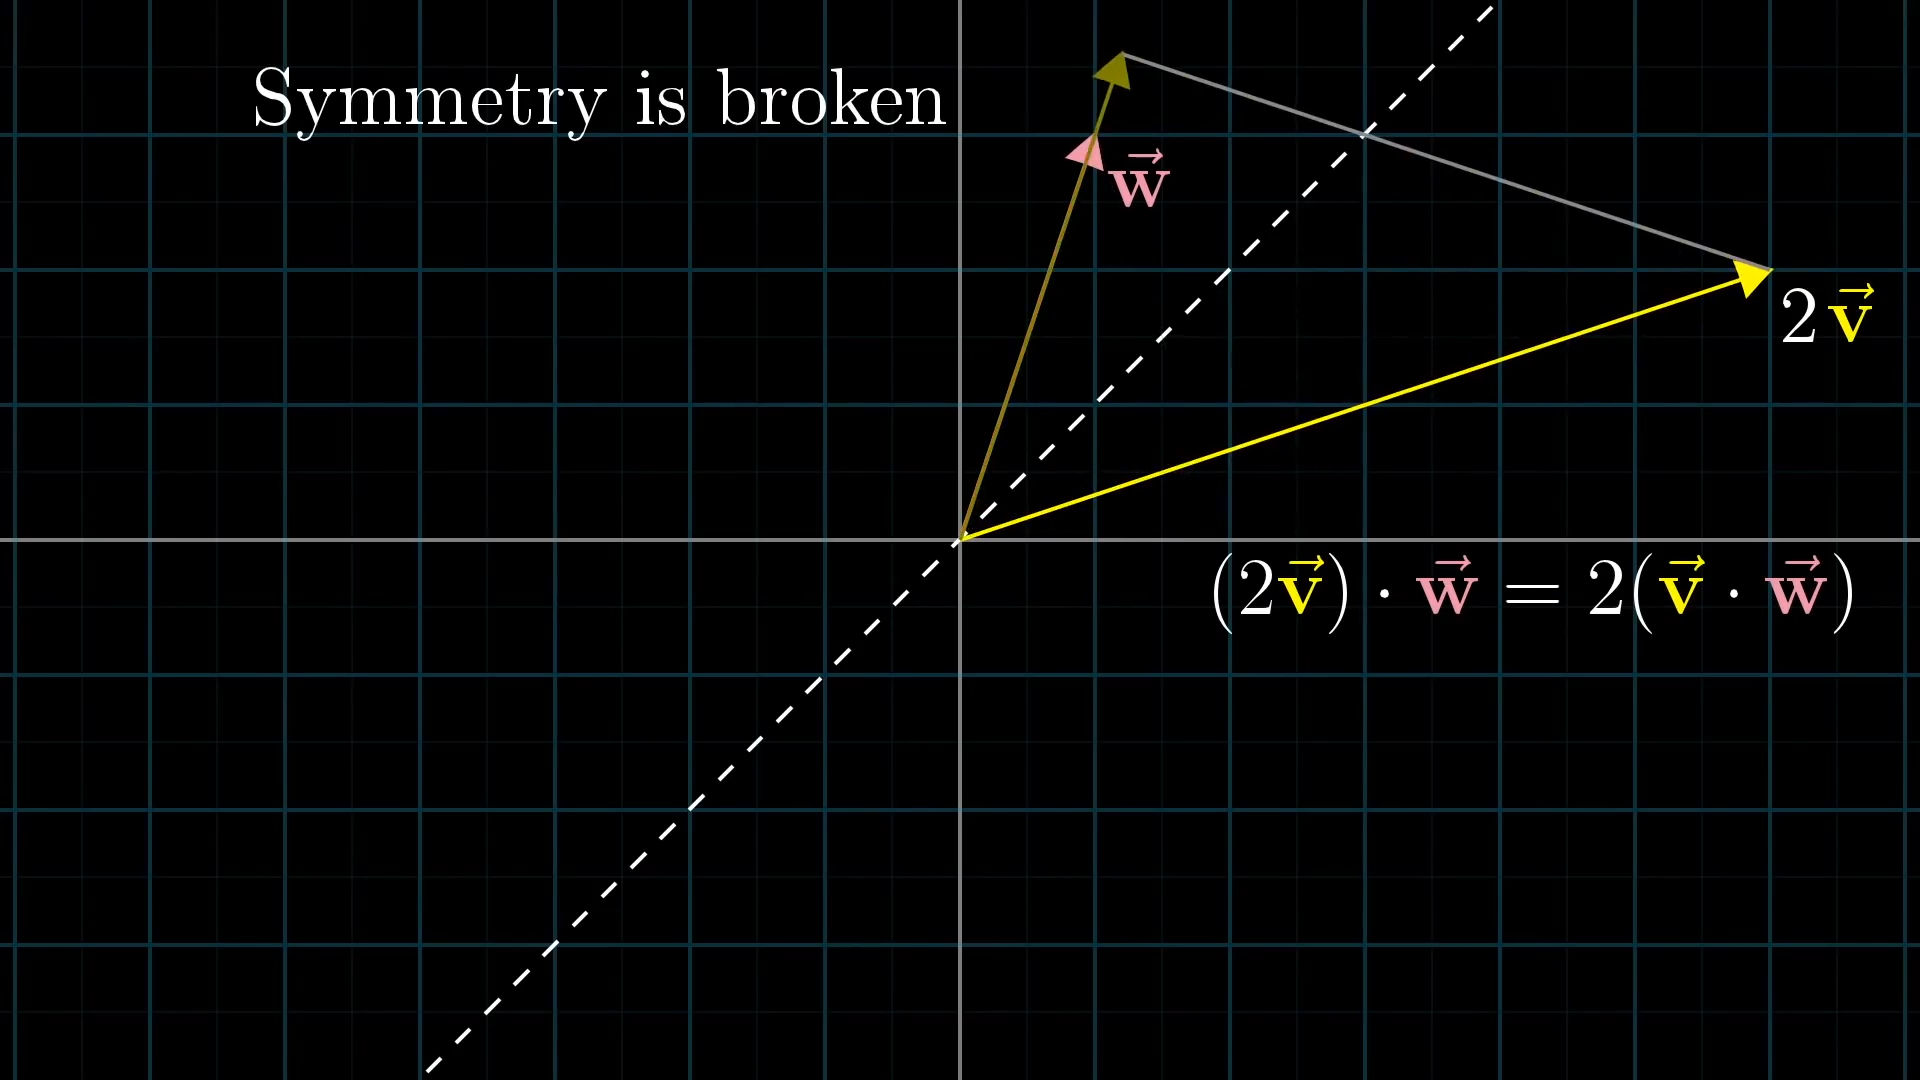 Symmetry is broken
w⃗
2v⃗
(2v⃗) · w⃗ = 2(v⃗ · w⃗)